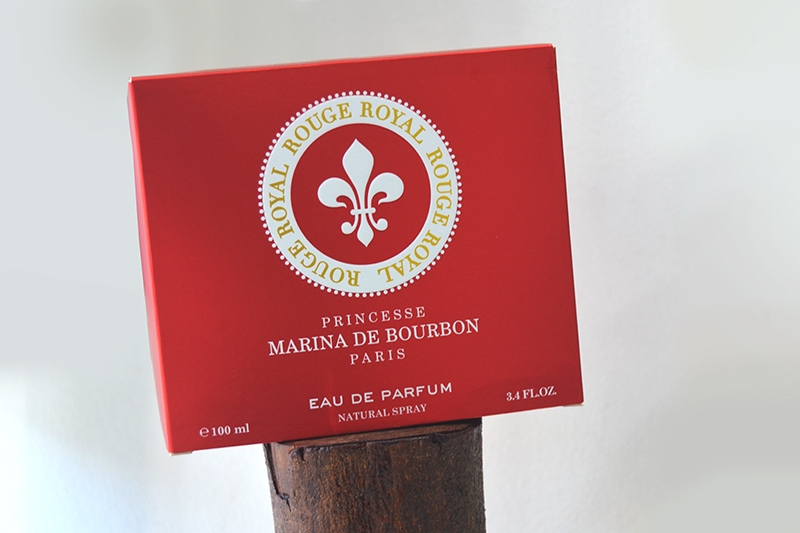 ROUGE ROYAL ROUGE ROYAL ROUGE ROYAL
PRINCESSE
MARINA DE BOURBON
PARIS
EAU DE PARFUM
NATURAL SPRAY
℮ 100 ml
3.4 FL.OZ.